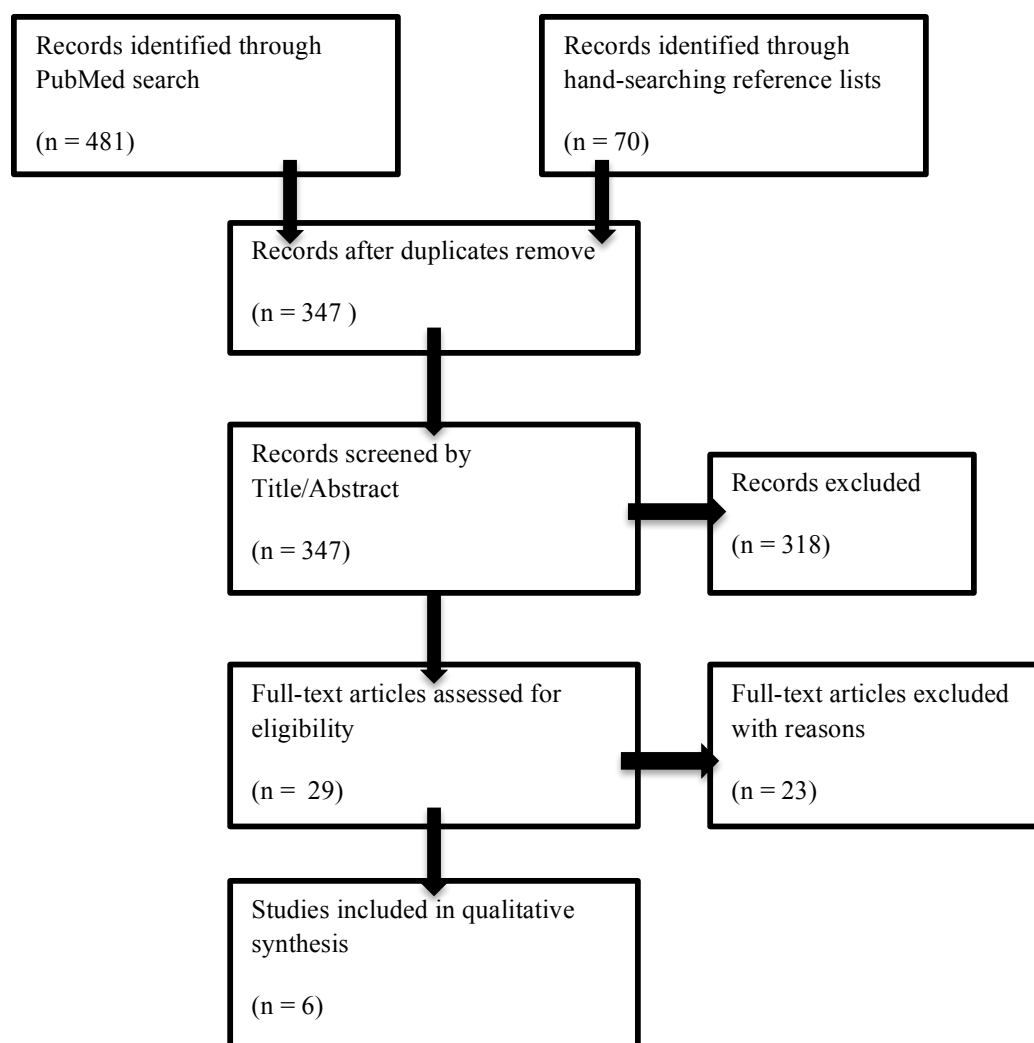 Records identified through
PubMed search
(n = 481)
Records identified through
hand-searching reference lists
(n = 70)
Records after duplicates remove
(n = 347 )
Records screened by
Title/Abstract
(n = 347)
Records excluded
(n = 318)
Full-text articles assessed for
eligibility
(n =  29)
Full-text articles excluded
with reasons
(n = 23)
Studies included in qualitative
synthesis
(n = 6)